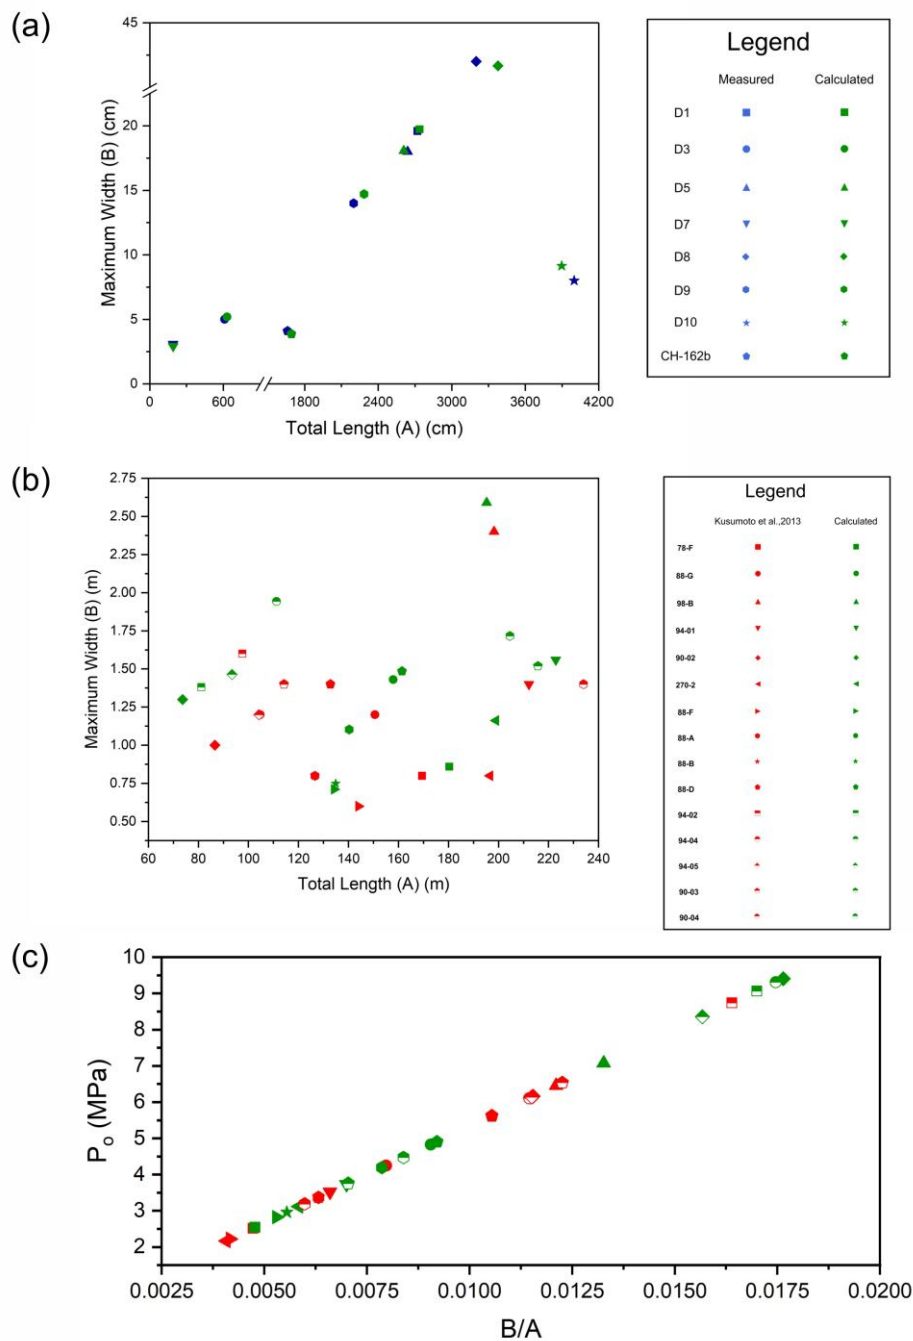 (a)
45
20
15
10
5
0
Maximum Width (B) (cm)
0 600 2400 3000 3600 4200
Total Length (A) (cm)
Legend
Measured Calculated
D1
D3
D5
D7
D8
D9
D10
CH-162b
(b)
2.75
2.50
2.25
2.00
1.75
1.50
1.25
1.00
0.75
0.50
Maximum Width (B) (m)
60 80 100 120 140 160 180 200 220 240
Total Length (A) (m)
Legend
Kusumoto et al.,2013 Calculated
78-F
88-G
98-B
94-01
90-02
270-2
88-F
88-A
88-B
88-D
94-02
94-04
94-05
90-03
90-04
(c)
10
9
8
7
6
5
4
3
2
Po (MPa)
0.0025 0.0050 0.0075 0.0100 0.0125 0.0150 0.0175 0.0200
B/A